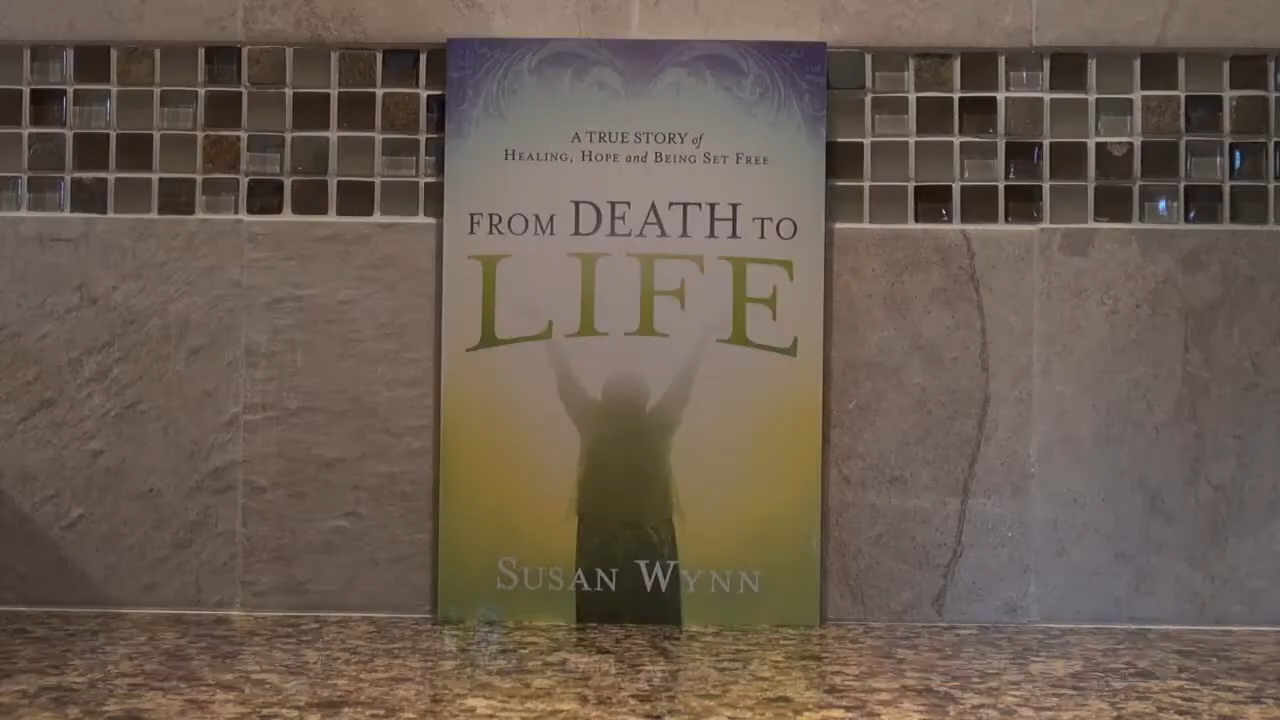 A TRUE STORY of
HEALING, HOPE and BEING SET FREE
FROM DEATH TO
LIFE
SUSAN WYNN